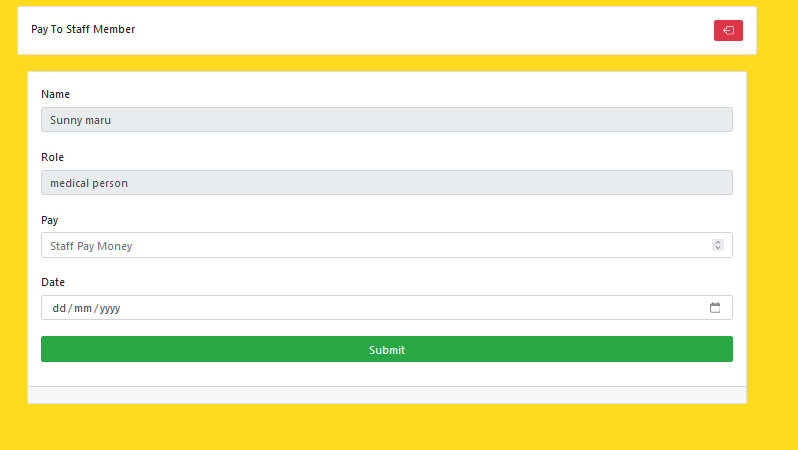 Pay To Staff Member
Name
Sunny maru
Role
medical person
Pay
Staff Pay Money
Date
dd/mm/yyyy
Submit